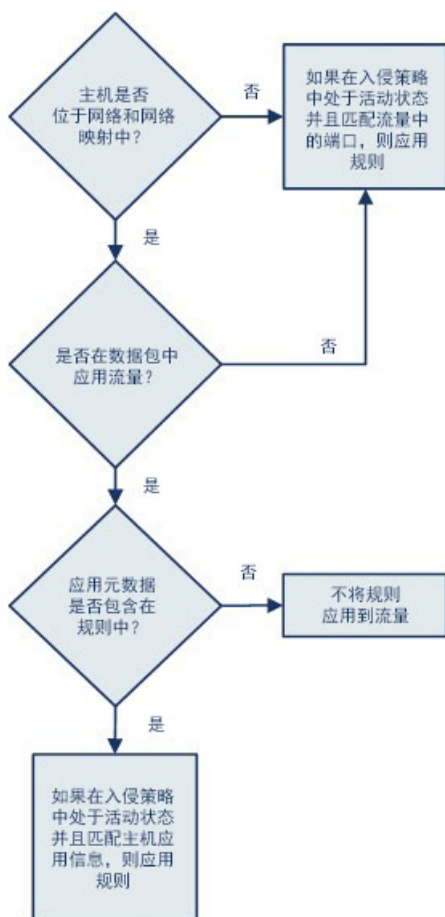 主机是否
位于网络和网络
映射中?
否
如果在入侵策略
中处于活动状态
并且匹配流量中
的端口，则应用
规则
是
是否在数据包中
应用流量?
否
是
应用元数据
是否包含在
规则中?
否
不将规则
应用到流量
是
如果在入侵策略
中处于活动状态
并且匹配主机应
用信息，则应用
规则